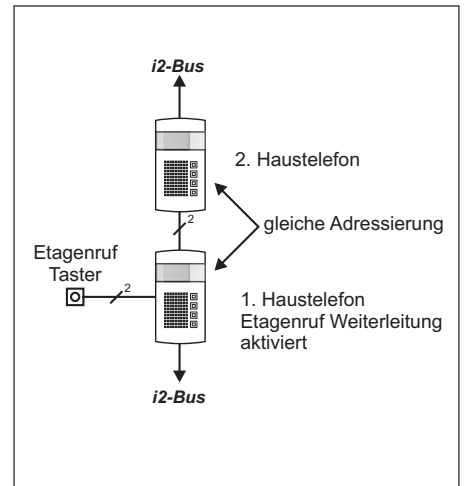 i2-Bus
2. Haustelefon
2
gleiche Adressierung
Etagenruf
Taster
2
1. Haustelefon
Etagenruf Weiterleitung
aktiviert
i2-Bus